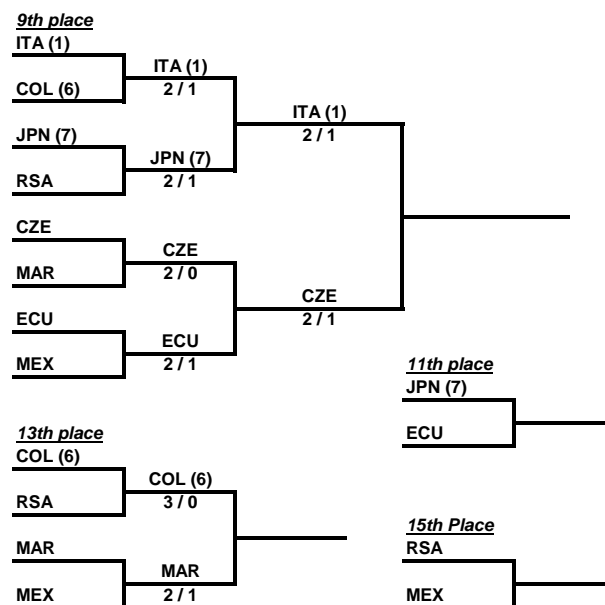 9th place
ITA (1)
ITA (1)
COL (6)
2 / 1
ITA (1)
JPN (7)
2 / 1
JPN (7)
RSA
2 / 1
CZE
CZE
MAR
2 / 0
CZE
ECU
2 / 1
ECU
MEX
2 / 1
11th place
JPN (7)
ECU
13th place
COL (6)
COL (6)
RSA
3 / 0
15th Place
MAR
RSA
MAR
MEX
2 / 1
MEX